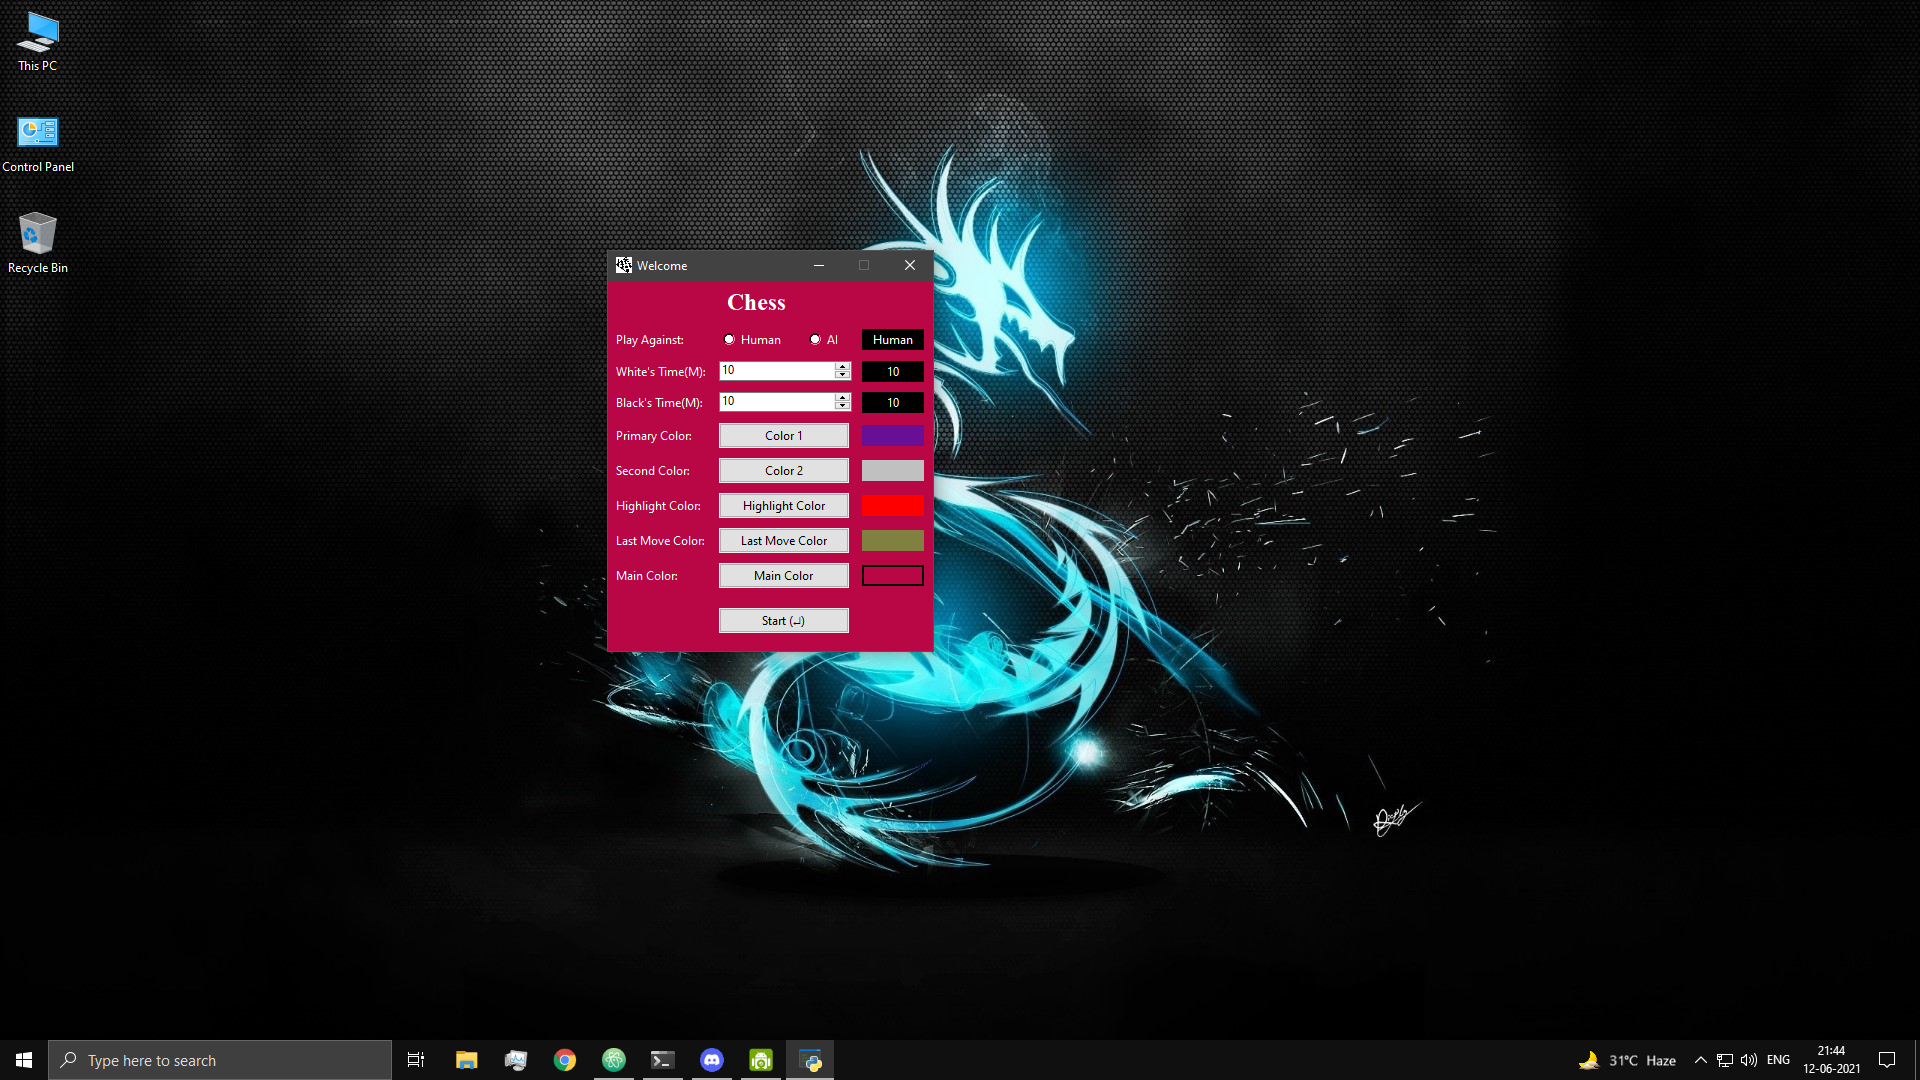 This PC
Control Panel
Recycle Bin
Welcome
Chess
Play Against: Human AI Human
White's Time(M): 10 10
Black's Time(M): 10 10
Primary Color: Color 1
Second Color: Color 2
Highlight Color: Highlight Color
Last Move Color: Last Move Color
Main Color: Main Color
Start (↵)
Type here to search
31°C Haze
ENG
21:44
12-06-2021